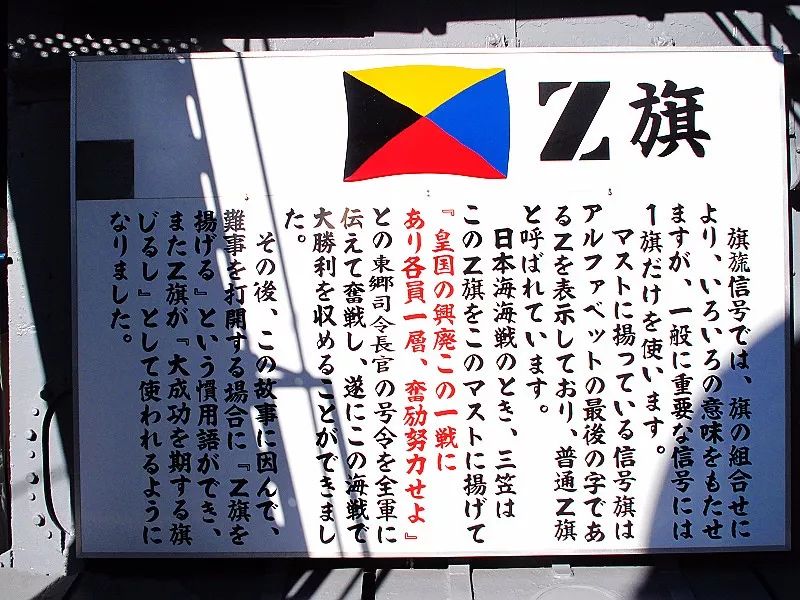 Z旗
旗旒信号では、旗の組合せに
より、いろいろの意味をもたせ
ますが、一般に重要な信号には
1旗だけを使います。
マストに揚っている信号旗は
アルファベットの最後の字であ
るZを表示しており、普通Z旗
と呼ばれています。
日本海海戦のとき、三笠は
このZ旗をこのマストに揚げて
『皇国の興廃この一戦に
あり各員一層、奮励努力せよ』
との東郷司令長官の号令を全軍に
伝えて奮戦し、遂にこの海戦で
大勝利を収めることができまし
た。
その後、この故事に因んで、
難事を打開する場合に『Z旗を
揚げる』という慣用語ができ、
またZ旗が『大成功を期する旗
じるし』として使われるように
なりました。